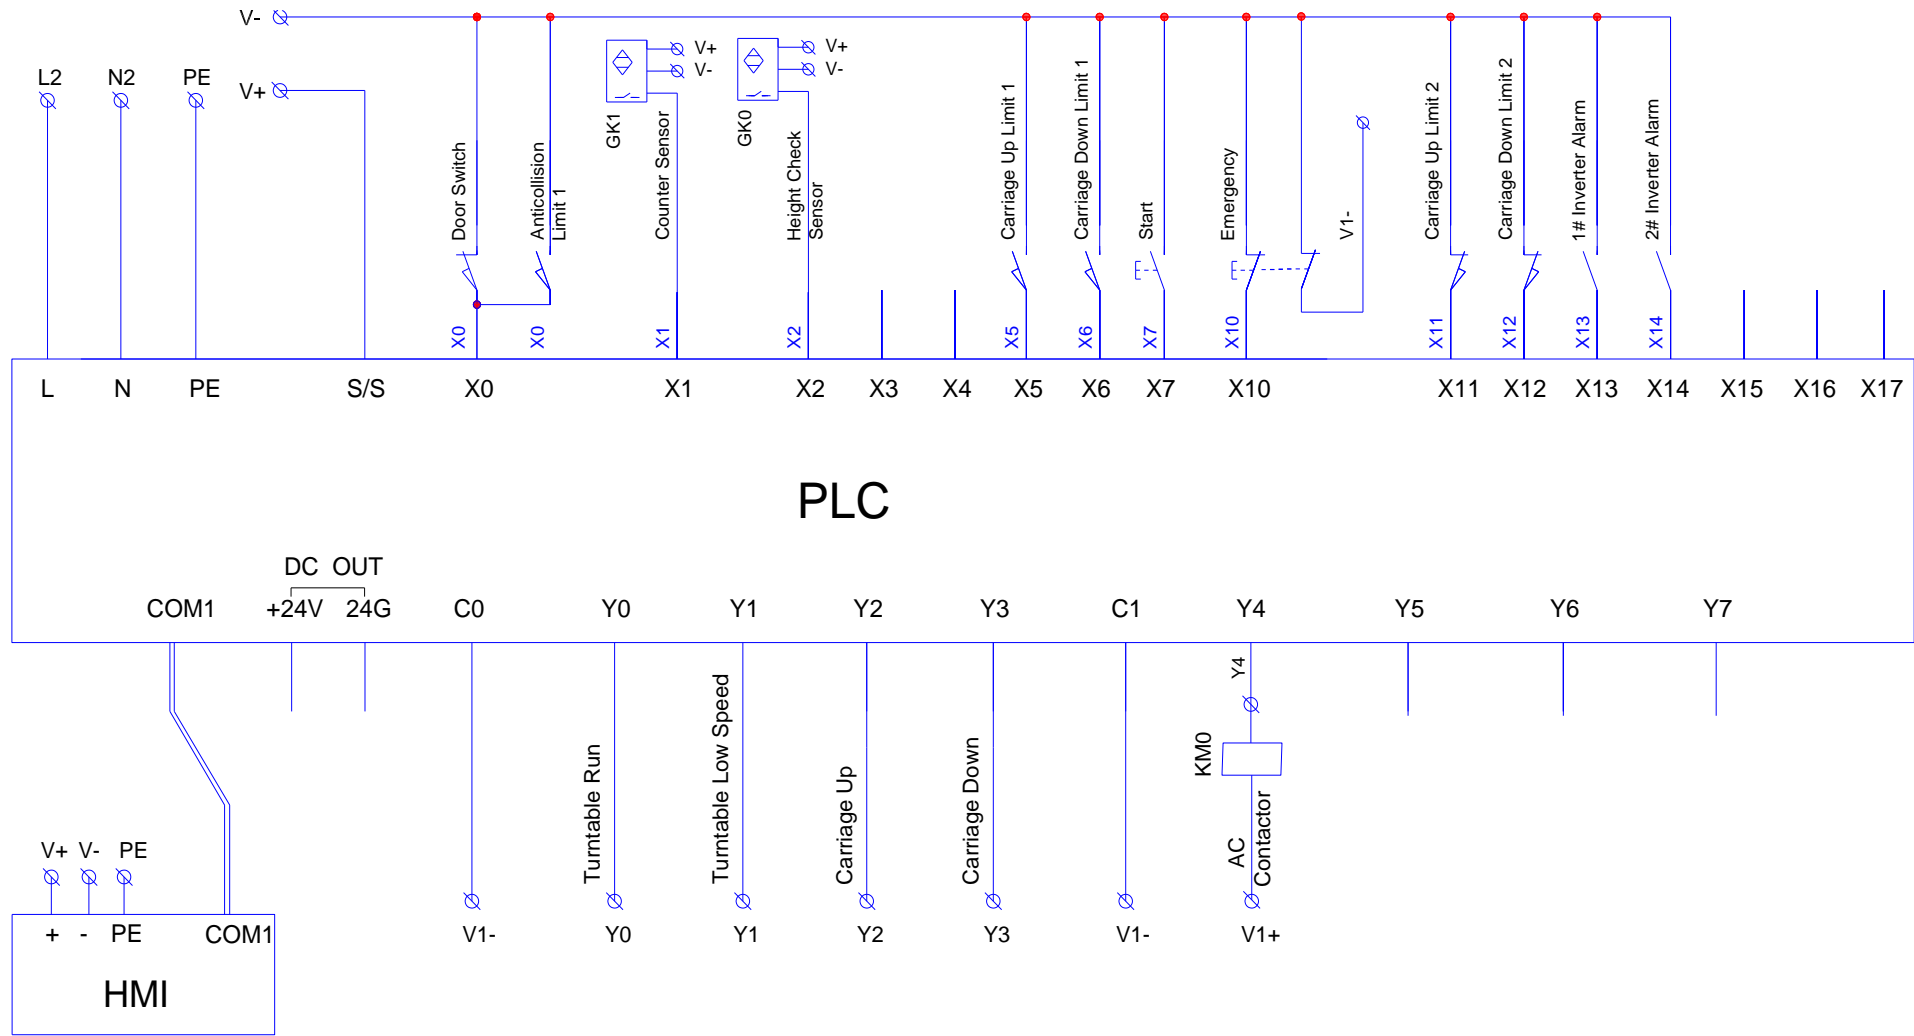 V-
L2
N2
PE
V+
Door Switch
Anticollision
Limit 1
GK1
V+
V-
Counter Sensor
GK0
V+
V-
Height Check
Sensor
Carriage Up Limit 1
Carriage Down Limit 1
Start
Emergency
V1-
Carriage Up Limit 2
Carriage Down Limit 2
1# Inverter Alarm
2# Inverter Alarm
X0
X0
X1
X2
X5
X6
X7
X10
X11
X12
X13
X14
L
N
PE
S/S
X0
X1
X2
X3
X4
X5
X6
X7
X10
X11
X12
X13
X14
X15
X16
X17
PLC
DC OUT
COM1
+24V
24G
C0
Y0
Y1
Y2
Y3
C1
Y4
Y5
Y6
Y7
Turntable Run
Turntable Low Speed
Carriage Up
Carriage Down
Y4
KM0
AC
Contactor
V+
V-
PE
+
-
PE
COM1
V1-
Y0
Y1
Y2
Y3
V1-
V1+
HMI